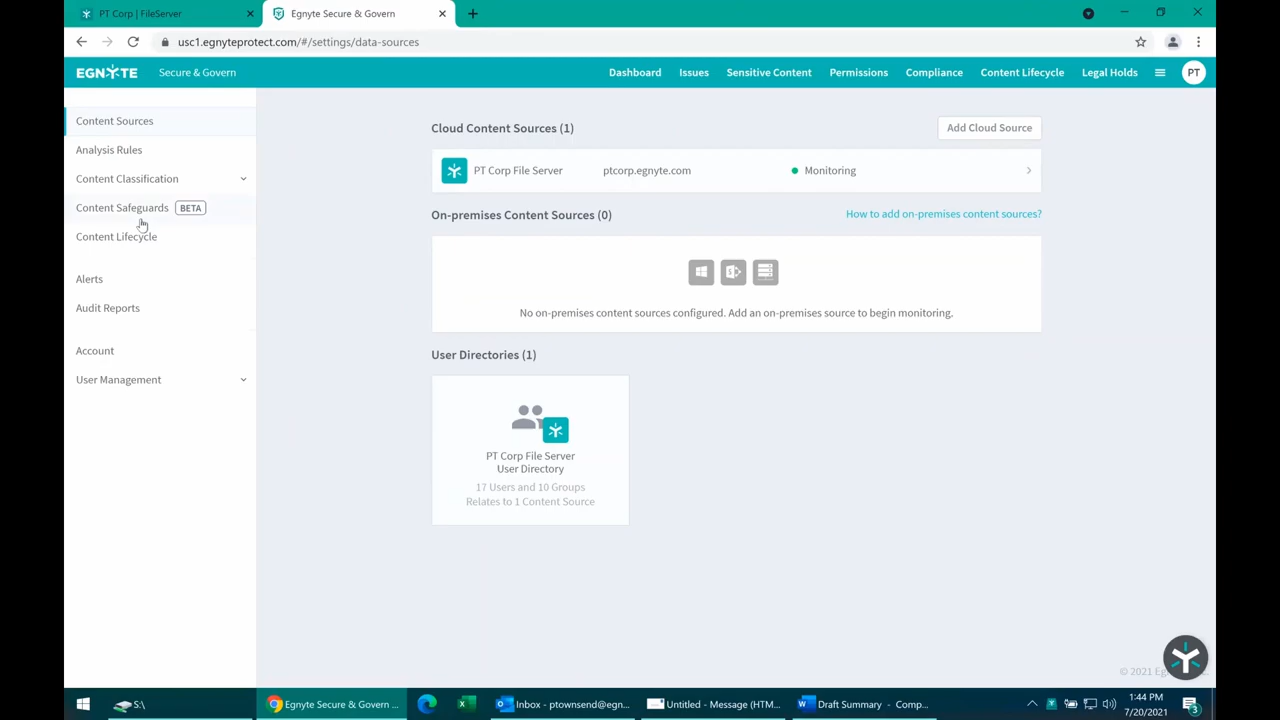 PT Corp | FileServer
Egnyte Secure & Govern
usc1.egnyteprotect.com/#/settings/data-sources
EGNYTE Secure & Govern
Dashboard Issues Sensitive Content Permissions Compliance Content Lifecycle Legal Holds PT
Content Sources
Analysis Rules
Content Classification
Content Safeguards BETA
Content Lifecycle
Alerts
Audit Reports
Account
User Management
Cloud Content Sources (1)
Add Cloud Source
PT Corp File Server ptcorp.egnyte.com Monitoring
On-premises Content Sources (0)
How to add on-premises content sources?
No on-premises content sources configured. Add an on-premises source to begin monitoring.
User Directories (1)
PT Corp File Server
User Directory
17 Users and 10 Groups
Relates to 1 Content Source
© 2021
S:\
Egnyte Secure & Govern ...
Inbox - ptownsend@egn...
Untitled - Message (HTM...
Draft Summary - Comp...
1:44 PM
7/20/2021
3